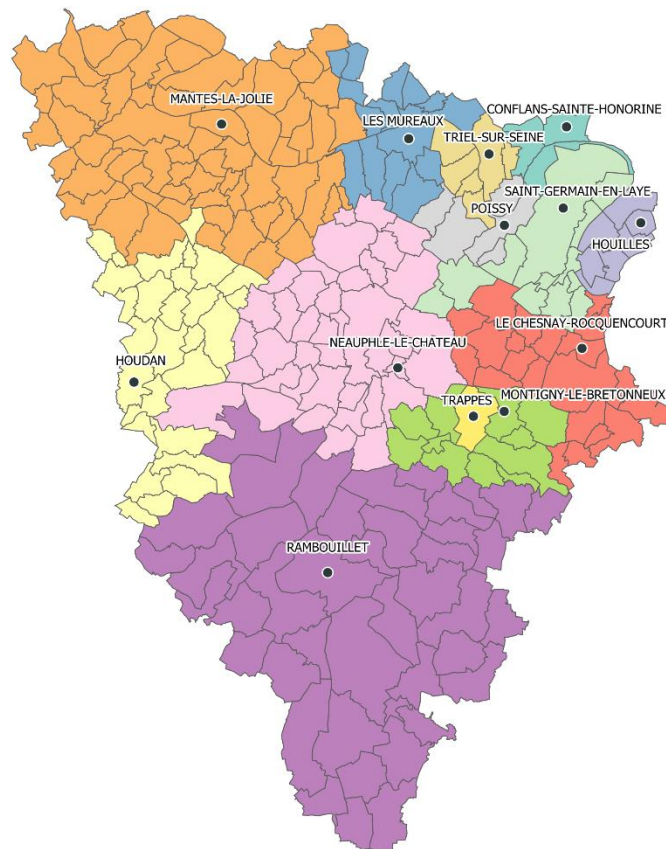 MANTES-LA-JOLIE
CONFLANS-SAINTE-HONORINE
LES MUREAUX
TRIEL-SUR-SEINE
SAINT-GERMAIN-EN-LAYE
POISSY
HOUILLES
LE CHESNAY-ROCQUENCOURT
NEAUPHLE-LE-CHÂTEAU
HOUDAN
MONTIGNY-LE-BRETONNEUX
TRAPPES
RAMBOUILLET